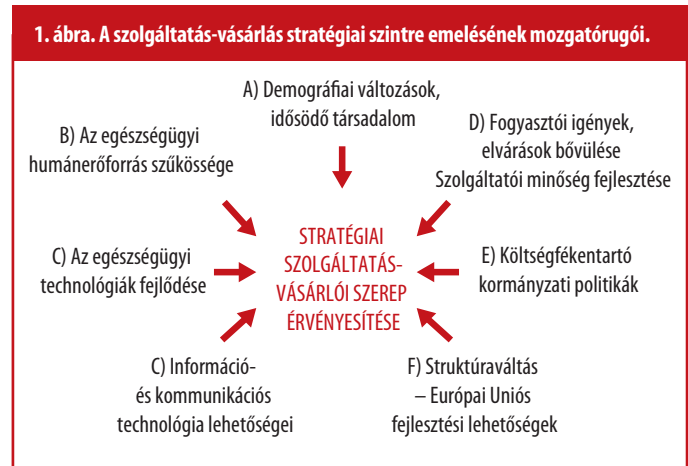 1. ábra. A szolgáltatás-vásárlás stratégiai szintre emelésének mozgatórugói.
A) Demográfiai változások,
idősödő társadalom
B) Az egészségügyi
humánerőforrás szűkössége
D) Fogyasztói igények,
elvárások bővülése
Szolgáltatói minőség fejlesztése
C) Az egészségügyi
technológiák fejlődése
STRATÉGIAI
SZOLGÁLTATÁS-
VÁSÁRLÓI SZEREP
ÉRVÉNYESÍTÉSE
E) Költségfékentartó
kormányzati politikák
C) Információ-
és kommunikációs
technológia lehetőségei
F) Struktúraváltás
– Európai Uniós
fejlesztési lehetőségek